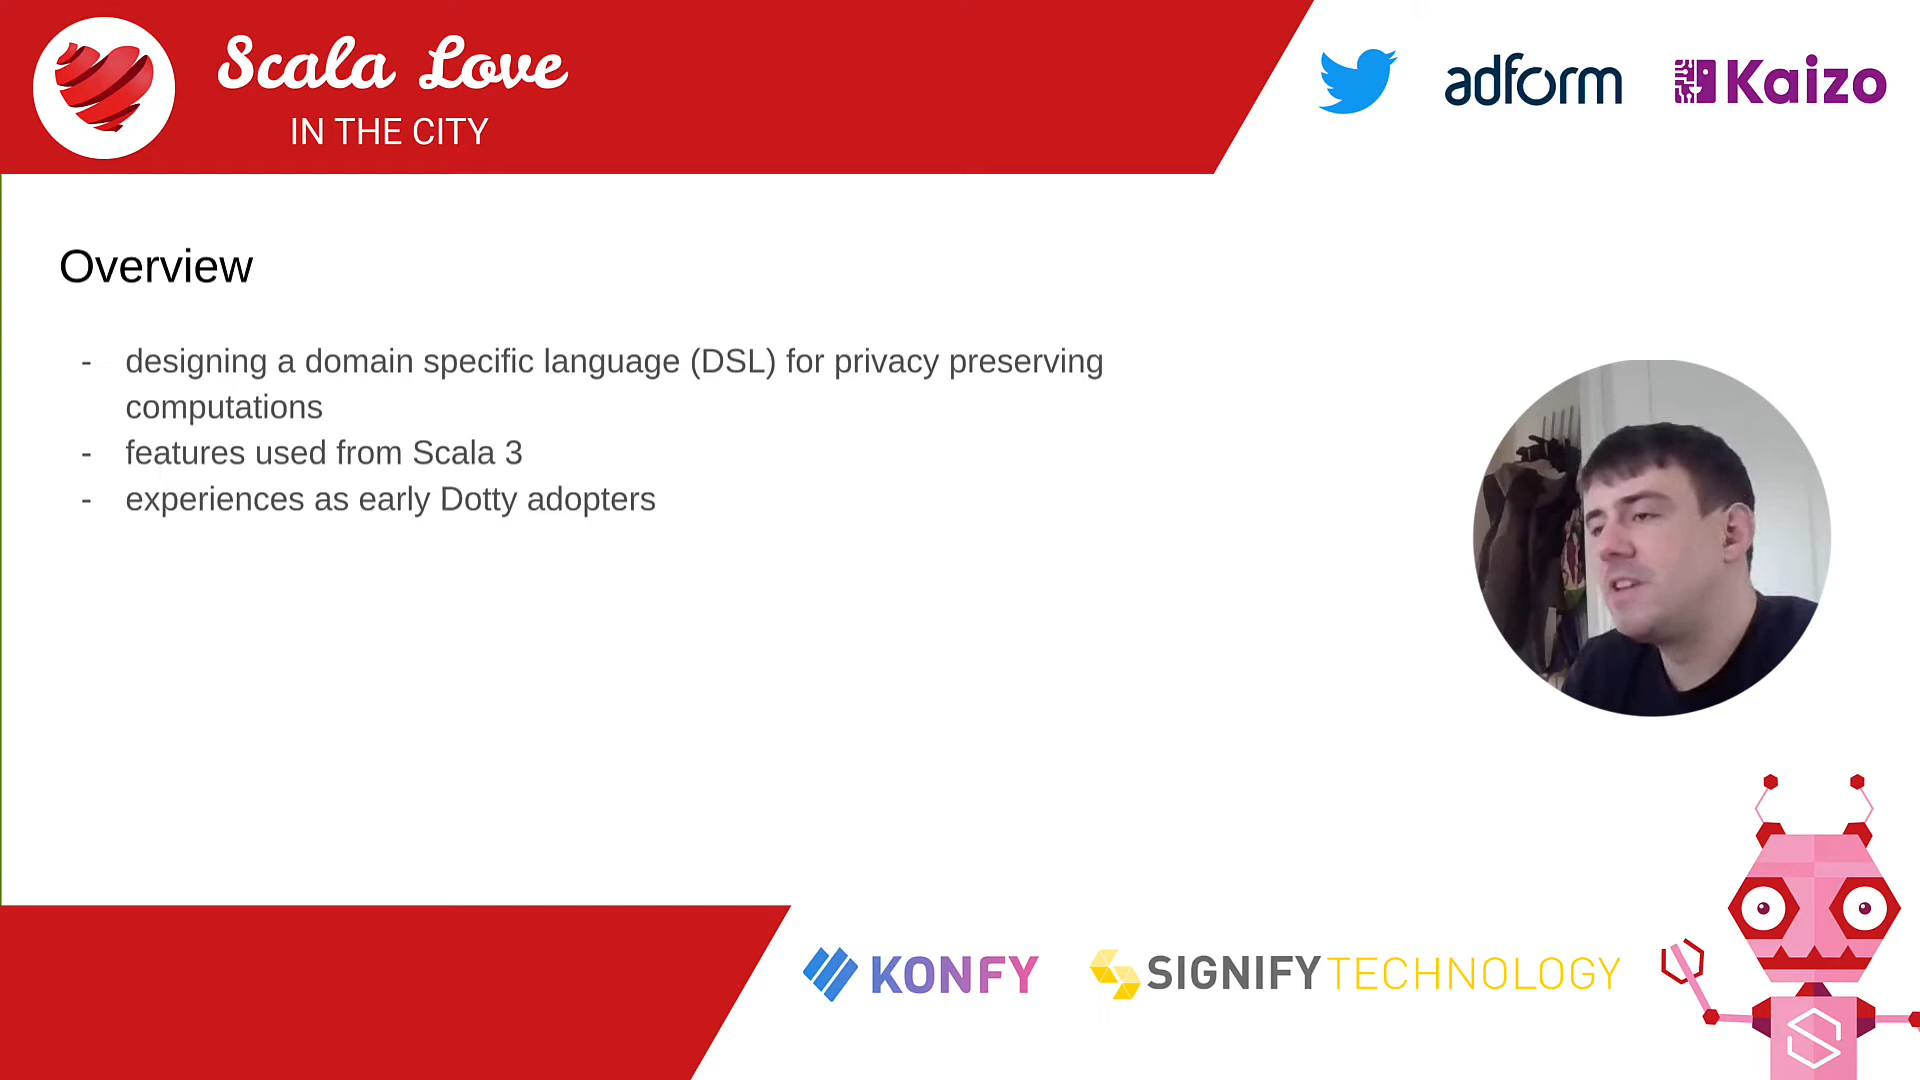 Scala Love
IN THE CITY
adform
Kaizo
Overview
- designing a domain specific language (DSL) for privacy preserving
computations
- features used from Scala 3
- experiences as early Dotty adopters
KONFY
SIGNIFY TECHNOLOGY
S